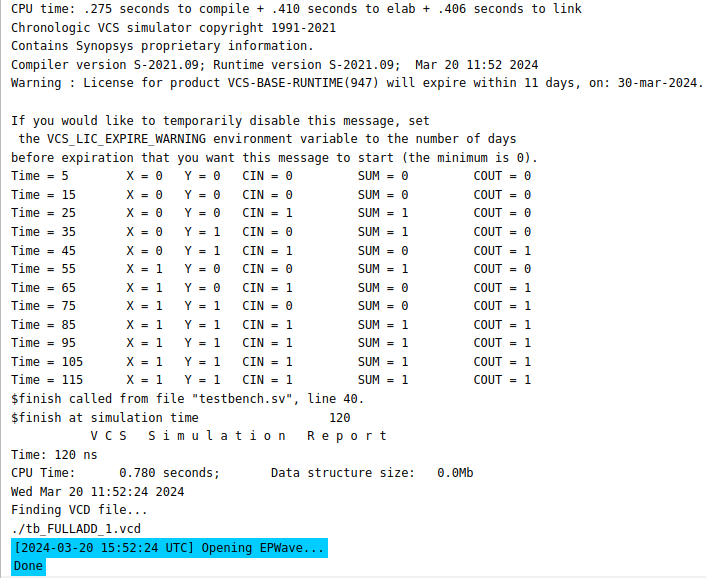 CPU time: .275 seconds to compile + .410 seconds to elab + .406 seconds to link
Chronologic VCS simulator copyright 1991-2021
Contains Synopsys proprietary information.
Compiler version S-2021.09; Runtime version S-2021.09;  Mar 20 11:52 2024
Warning : License for product VCS-BASE-RUNTIME(947) will expire within 11 days, on: 30-mar-2024.

If you would like to temporarily disable this message, set
 the VCS_LIC_EXPIRE_WARNING environment variable to the number of days
before expiration that you want this message to start (the minimum is 0).
Time = 5        X = 0   Y = 0   CIN = 0         SUM = 0         COUT = 0
Time = 15       X = 0   Y = 0   CIN = 0         SUM = 0         COUT = 0
Time = 25       X = 0   Y = 0   CIN = 1         SUM = 1         COUT = 0
Time = 35       X = 0   Y = 1   CIN = 0         SUM = 1         COUT = 0
Time = 45       X = 0   Y = 1   CIN = 1         SUM = 0         COUT = 1
Time = 55       X = 1   Y = 0   CIN = 0         SUM = 1         COUT = 0
Time = 65       X = 1   Y = 0   CIN = 1         SUM = 0         COUT = 1
Time = 75       X = 1   Y = 1   CIN = 0         SUM = 0         COUT = 1
Time = 85       X = 1   Y = 1   CIN = 1         SUM = 1         COUT = 1
Time = 95       X = 1   Y = 1   CIN = 1         SUM = 1         COUT = 1
Time = 105      X = 1   Y = 1   CIN = 1         SUM = 1         COUT = 1
Time = 115      X = 1   Y = 1   CIN = 1         SUM = 1         COUT = 1
$finish called from file "testbench.sv", line 40.
$finish at simulation time                  120
           V C S   S i m u l a t i o n   R e p o r t
Time: 120 ns
CPU Time:      0.780 seconds;       Data structure size:   0.0Mb
Wed Mar 20 11:52:24 2024
Finding VCD file...
./tb_FULLADD_1.vcd
[2024-03-20 15:52:24 UTC] Opening EPWave...
Done